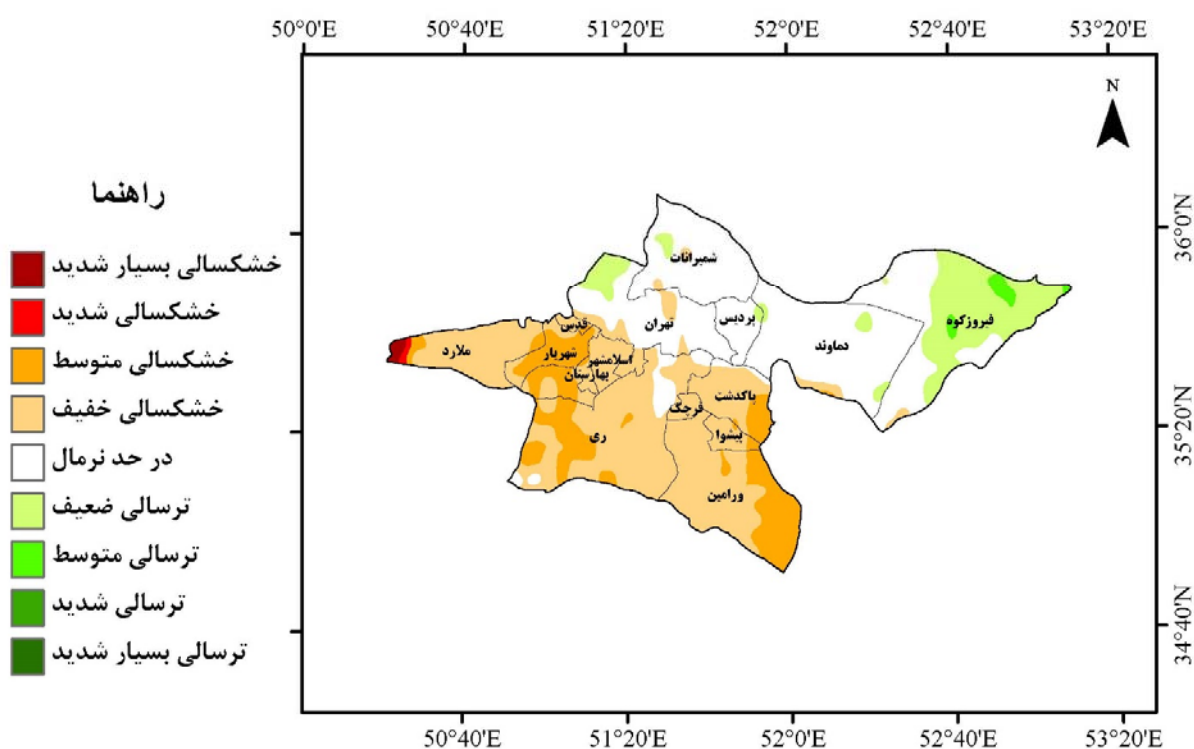 50°0'E
50°40'E
51°20'E
52°0'E
52°40'E
53°20'E
N
راهنما
خشکسالی بسیار شدید
خشکسالی شدید
خشکسالی متوسط
خشکسالی خفیف
در حد نرمال
ترسالی ضعیف
ترسالی متوسط
ترسالی شدید
ترسالی بسیار شدید
شمیرانات
فیروزکوه
پردیس
تهران
قدس
دماوند
ملارد
شهریار
اسلامشهر
بهارستان
پاکدشت
قرچک
پیشوا
ری
ورامین
36°0'N
35°20'N
34°40'N
50°40'E
51°20'E
52°0'E
52°40'E
53°20'E